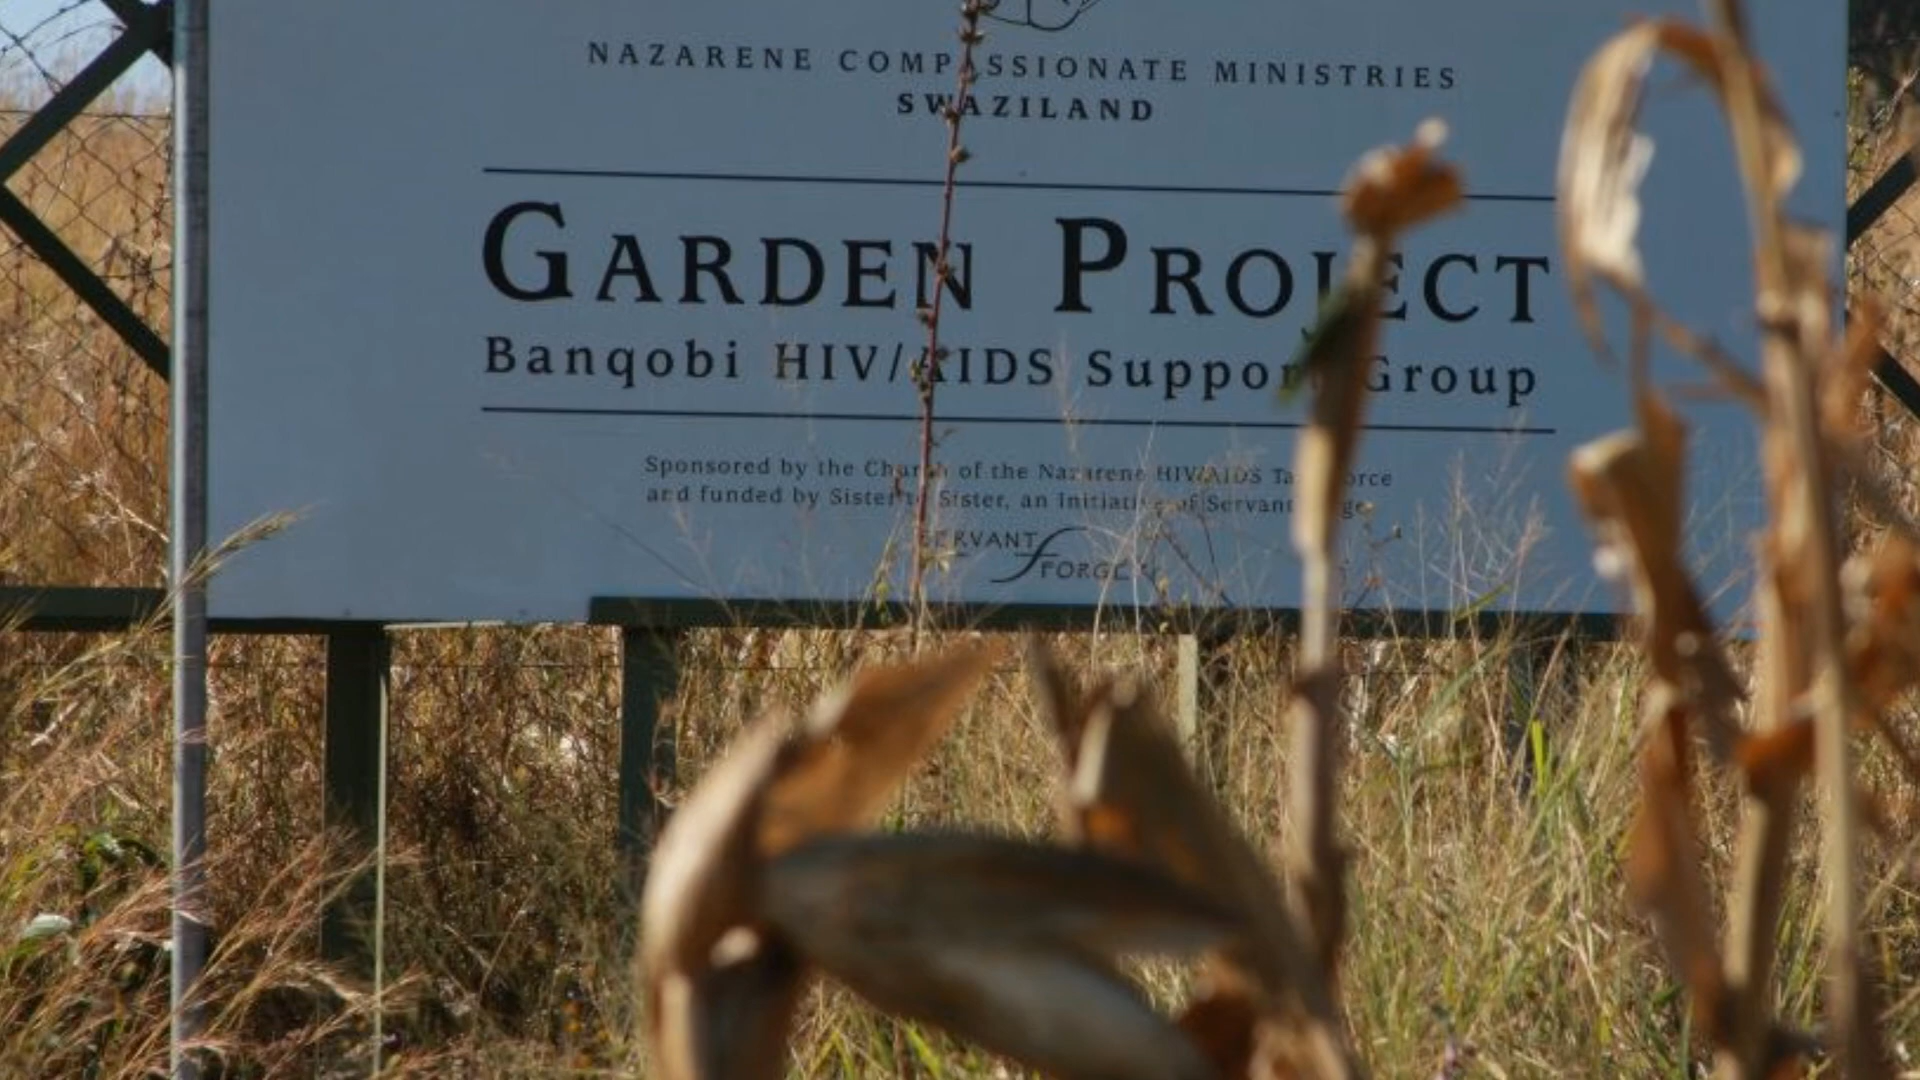 NAZARENE COMPASSIONATE MINISTRIES
SWAZILAND
GARDEN PROJECT
Banqobi HIV/AIDS Support Group
Sponsored by the Church of the Nazarene HIV/AIDS Task Force
and funded by Sister to Sister, an Initiative of Servant Forge
SERVANT
FORGE